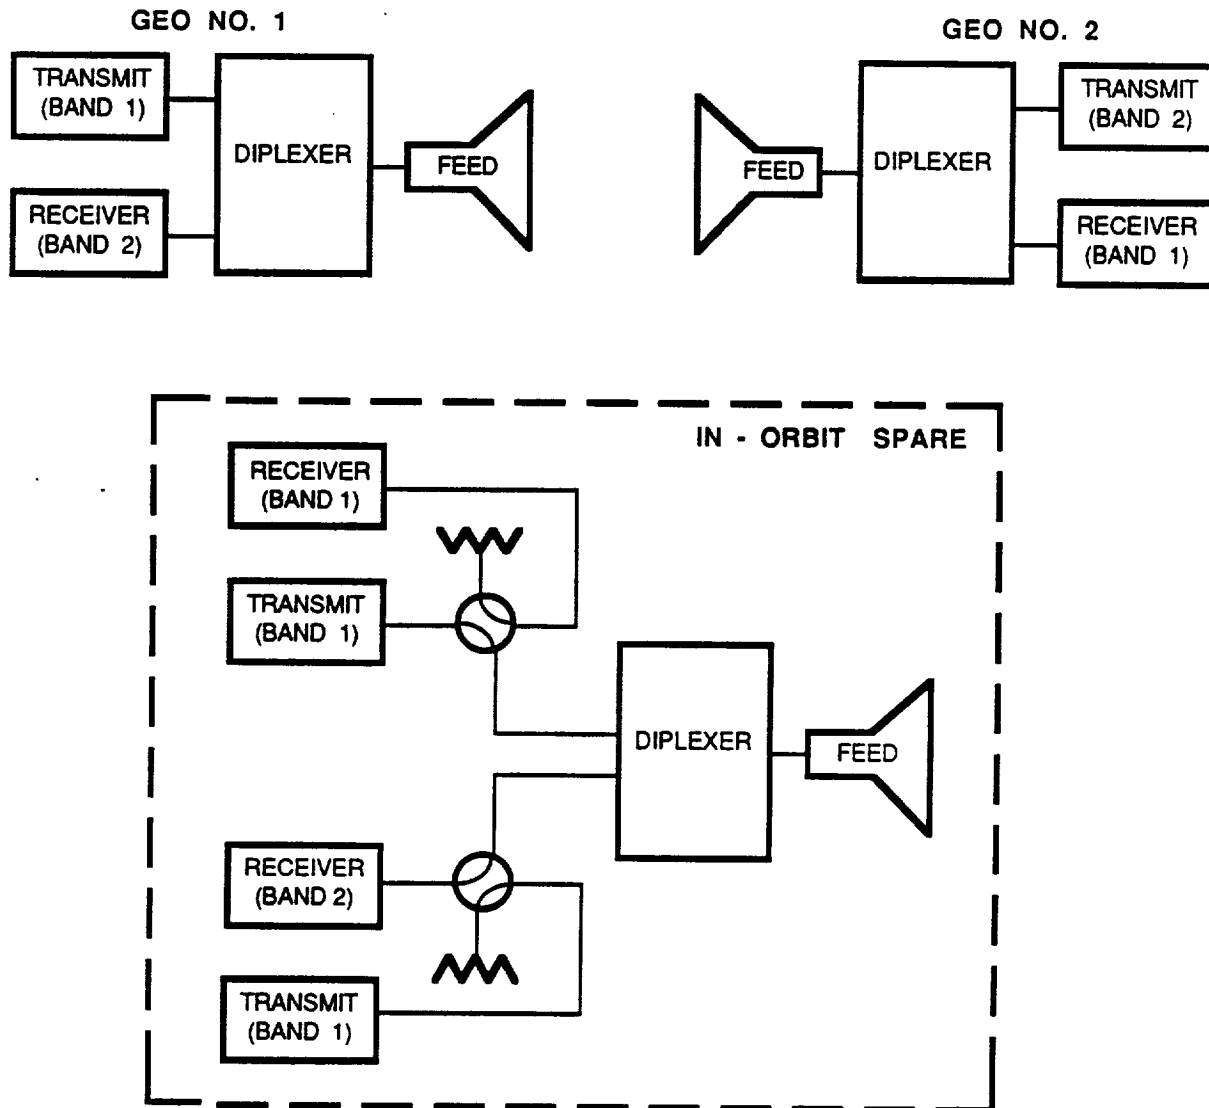 GEO NO. 1
TRANSMIT
(BAND 1)
DIPLEXER
FEED
RECEIVER
(BAND 2)
GEO NO. 2
FEED
DIPLEXER
TRANSMIT
(BAND 2)
RECEIVER
(BAND 1)
IN - ORBIT SPARE
RECEIVER
(BAND 1)
TRANSMIT
(BAND 1)
DIPLEXER
FEED
RECEIVER
(BAND 2)
TRANSMIT
(BAND 1)